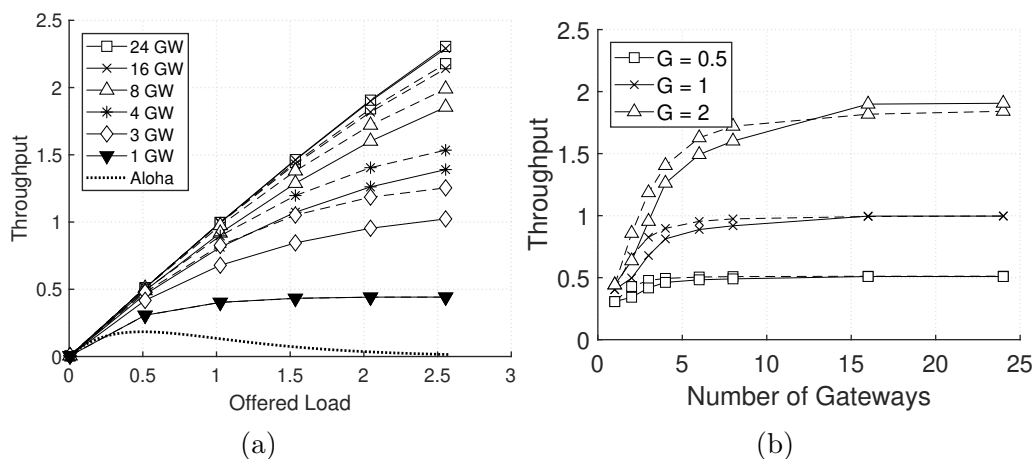 2.5
2
1.5
1
0.5
0
Throughput
24 GW
16 GW
8 GW
4 GW
3 GW
1 GW
Aloha
0 0.5 1 1.5 2 2.5 3
Offered Load
(a)
2.5
2
1.5
1
0.5
0
Throughput
G = 0.5
G = 1
G = 2
0 5 10 15 20 25
Number of Gateways
(b)